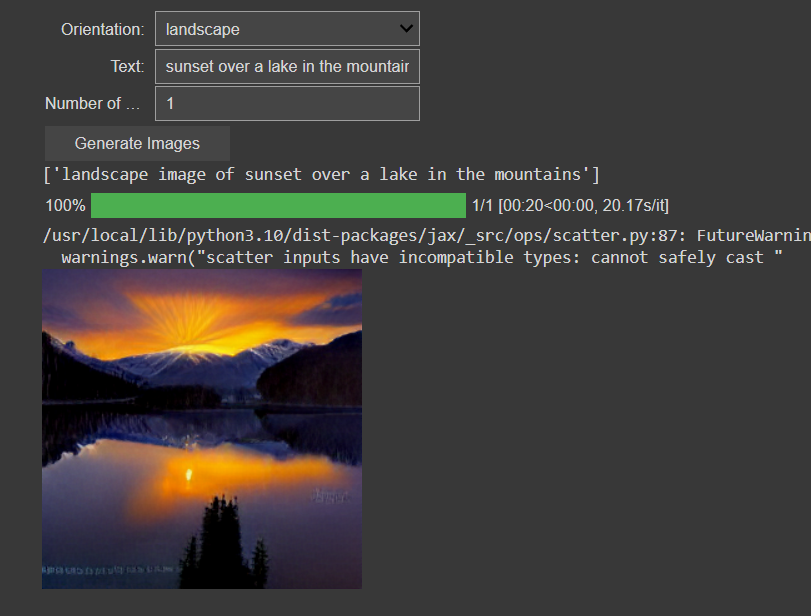 Orientation: landscape
Text: sunset over a lake in the mountain
Number of … 1
Generate Images
['landscape image of sunset over a lake in the mountains']
100% 1/1 [00:20<00:00, 20.17s/it]
/usr/local/lib/python3.10/dist-packages/jax/_src/ops/scatter.py:87: FutureWarnin
warnings.warn("scatter inputs have incompatible types: cannot safely cast "